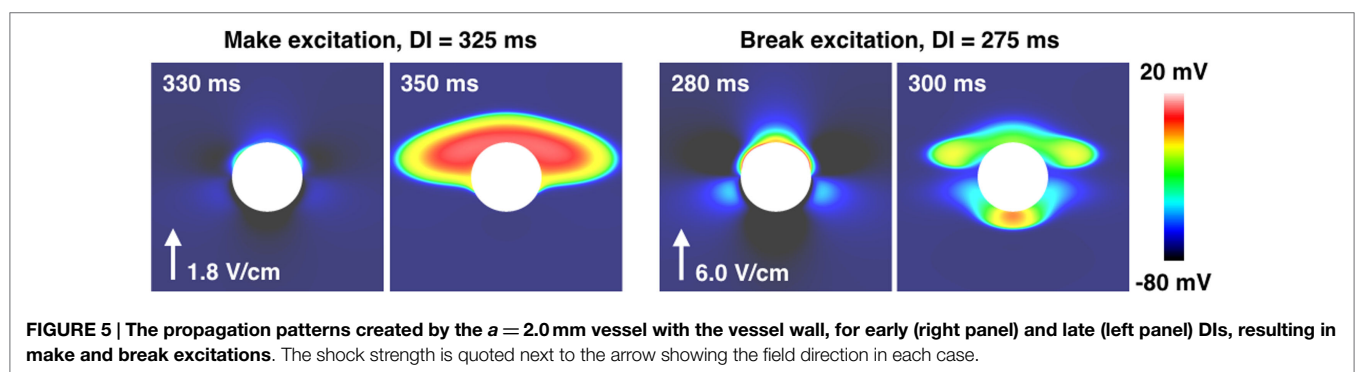 Make excitation, DI = 325 ms
Break excitation, DI = 275 ms
330 ms
350 ms
280 ms
300 ms
20 mV
1.8 V/cm
6.0 V/cm
-80 mV
FIGURE 5 | The propagation patterns created by the a = 2.0 mm vessel with the vessel wall, for early (right panel) and late (left panel) DIs, resulting in
make and break excitations. The shock strength is quoted next to the arrow showing the field direction in each case.